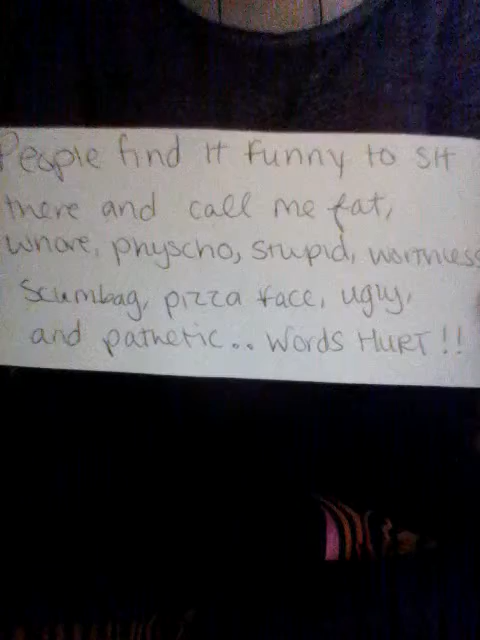 People find it funny to sit
there and call me fat,
whore, physcho, stupid, worthless
scumbag, pizza face, ugly,
and pathetic.. Words HURT!!